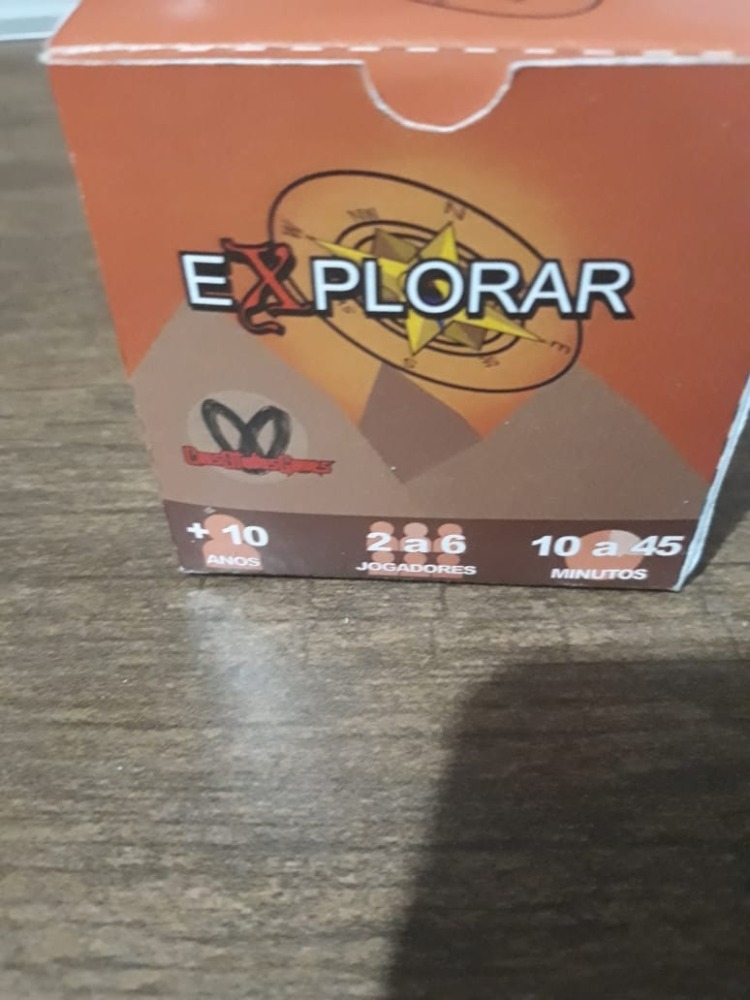 N
EXPLORAR
S
E
+ 10
ANOS
2 a 6
JOGADORES
10 a 45
MINUTOS